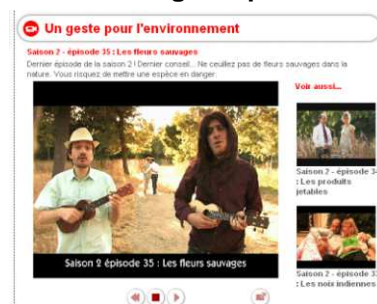 Un geste pour l'environnement
Saison 2 - épisode 35 : Les fleurs sauvages
Dernier épisode de la saison 2 ! Dernier conseil... Ne cueillez pas de fleurs sauvages dans la
nature. Vous risquez de mettre une espèce en danger.
Voir aussi...
Saison 2 épisode 35 : Les fleurs sauvages
Saison 2 - épisode 34
: Les produits
jetables
Saison 2 - épisode 33
: Les noix indiennes